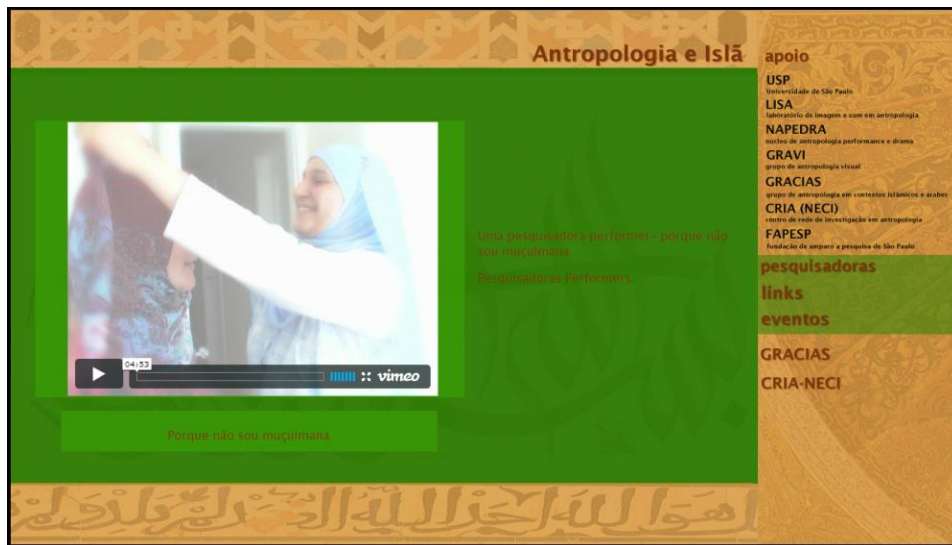 Antropologia e Islã
Uma pesquisadora performer - porque não
sou muçulmana
Pesquisadoras Performers
04:53
vimeo
Porque não sou muçulmana
apoio
USP
Universidade de São Paulo
LISA
laboratório de imagem e som em antropologia
NAPEDRA
núcleo de antropologia performance e drama
GRAVI
grupo de antropologia visual
GRACIAS
grupo de antropologia em contextos islâmicos e árabes
CRIA (NECI)
centro de rede de investigação em antropologia
FAPESP
fundação de amparo a pesquisa de São Paulo
pesquisadoras
links
eventos
GRACIAS
CRIA-NECI